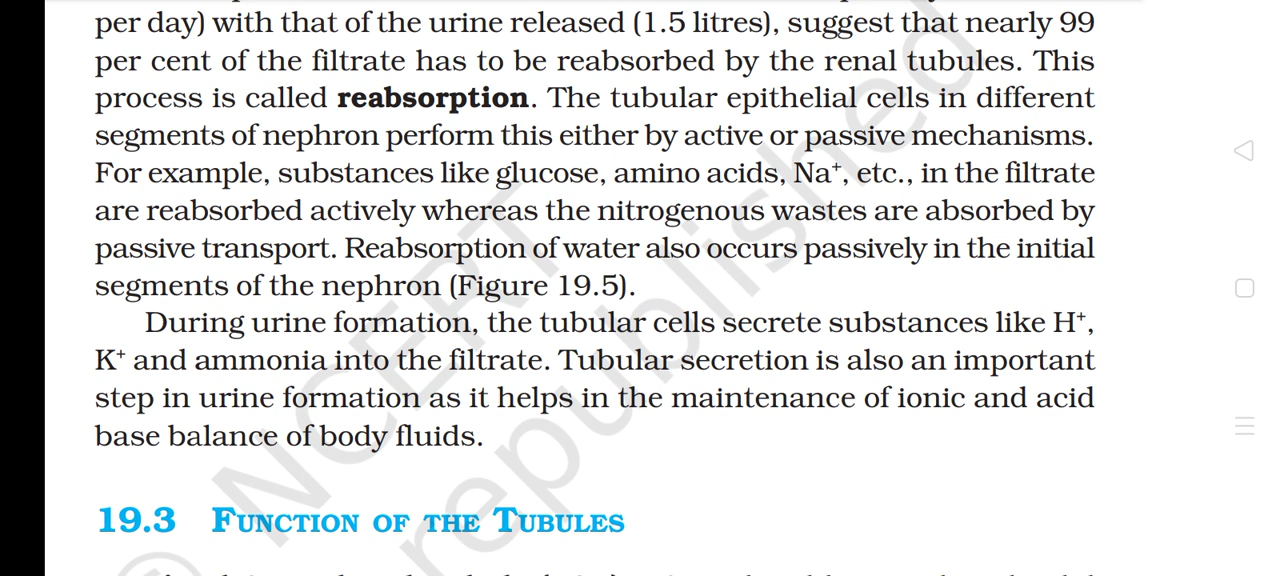 per day) with that of the urine released (1.5 litres), suggest that nearly 99
per cent of the filtrate has to be reabsorbed by the renal tubules. This
process is called reabsorption. The tubular epithelial cells in different
segments of nephron perform this either by active or passive mechanisms.
For example, substances like glucose, amino acids, Na⁺, etc., in the filtrate
are reabsorbed actively whereas the nitrogenous wastes are absorbed by
passive transport. Reabsorption of water also occurs passively in the initial
segments of the nephron (Figure 19.5).
During urine formation, the tubular cells secrete substances like H⁺,
K⁺ and ammonia into the filtrate. Tubular secretion is also an important
step in urine formation as it helps in the maintenance of ionic and acid
base balance of body fluids.
19.3 FUNCTION OF THE TUBULES
© NCERT
republished